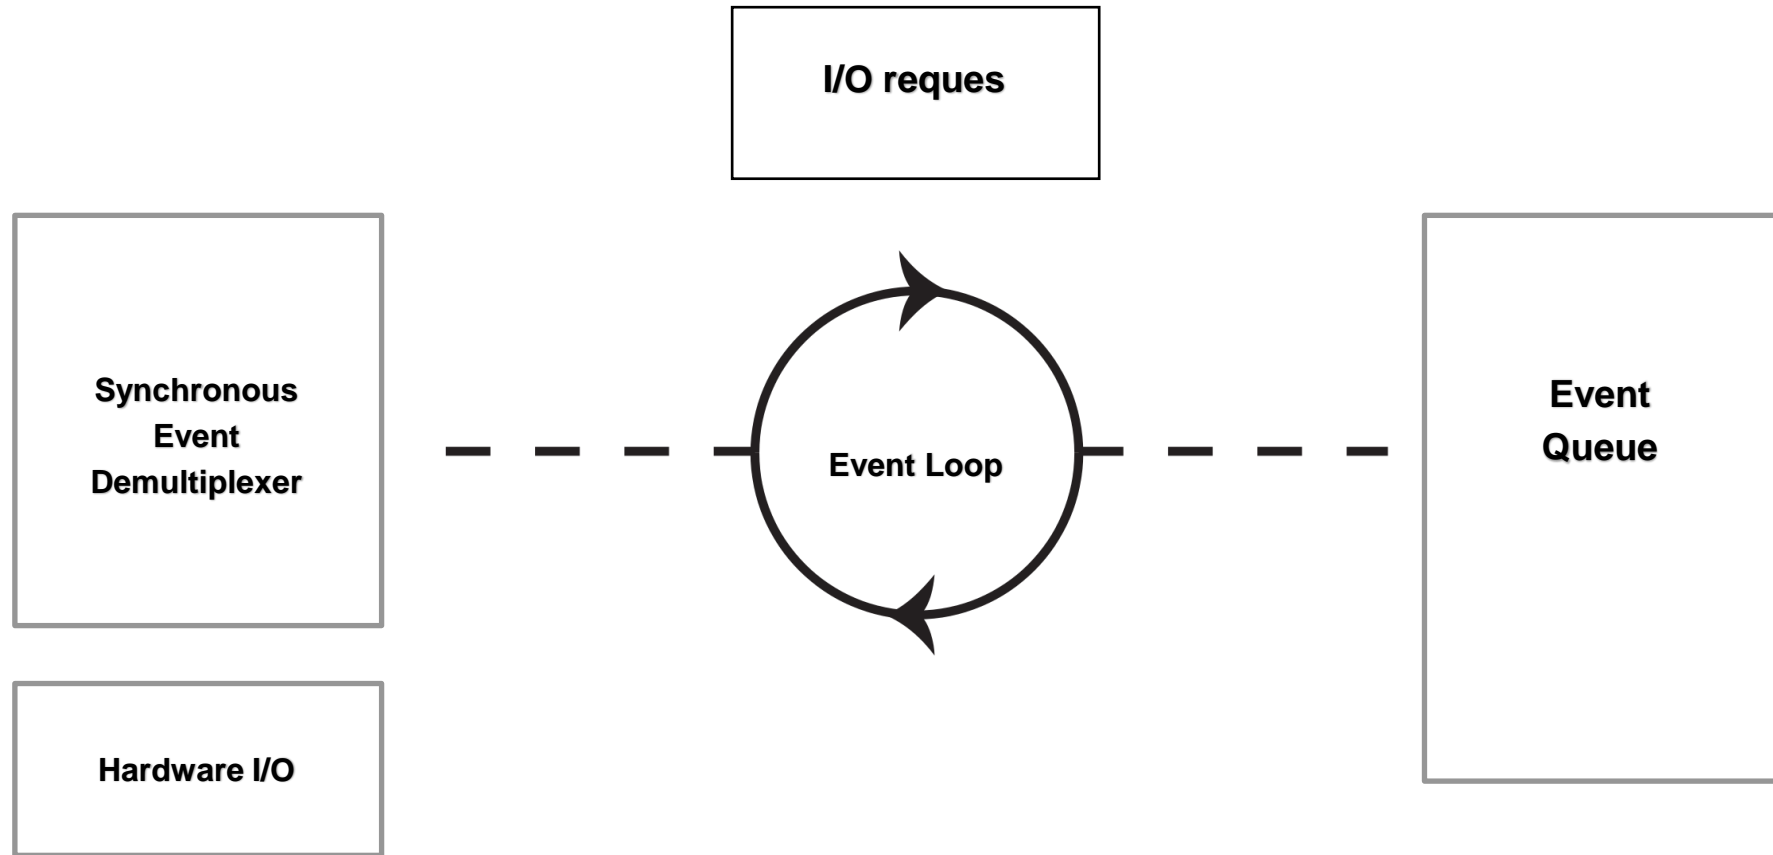 I/O reques
Synchronous
Event
Demultiplexer
Event Loop
Event
Queue
Hardware I/O